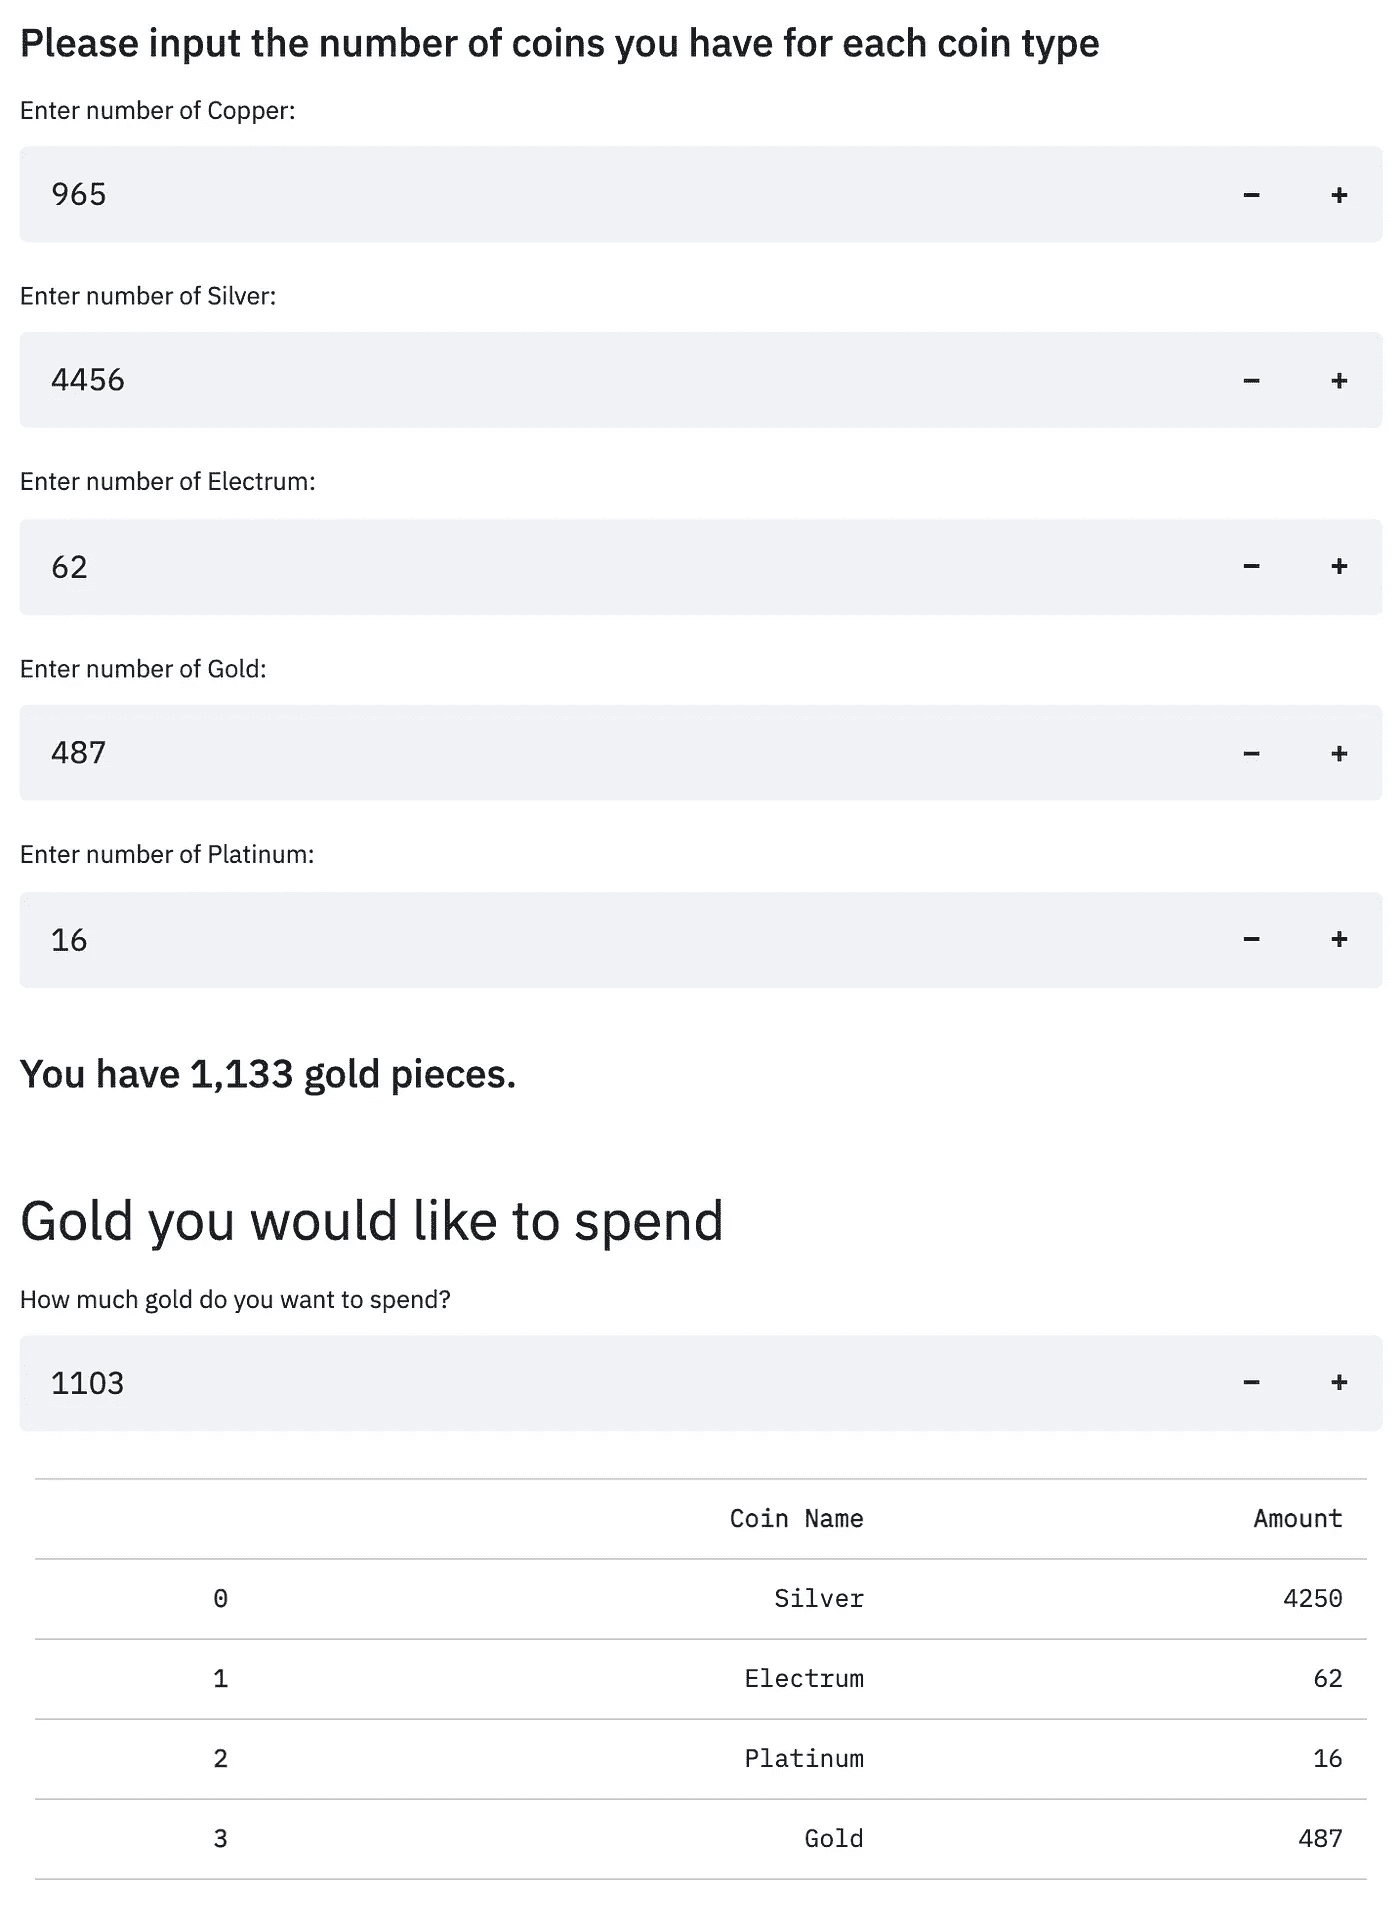 Please input the number of coins you have for each coin type
Enter number of Copper:
965 − +
Enter number of Silver:
4456 − +
Enter number of Electrum:
62 − +
Enter number of Gold:
487 − +
Enter number of Platinum:
16 − +
You have 1,133 gold pieces.
Gold you would like to spend
How much gold do you want to spend?
1103 − +
Coin Name Amount
0 Silver 4250
1 Electrum 62
2 Platinum 16
3 Gold 487